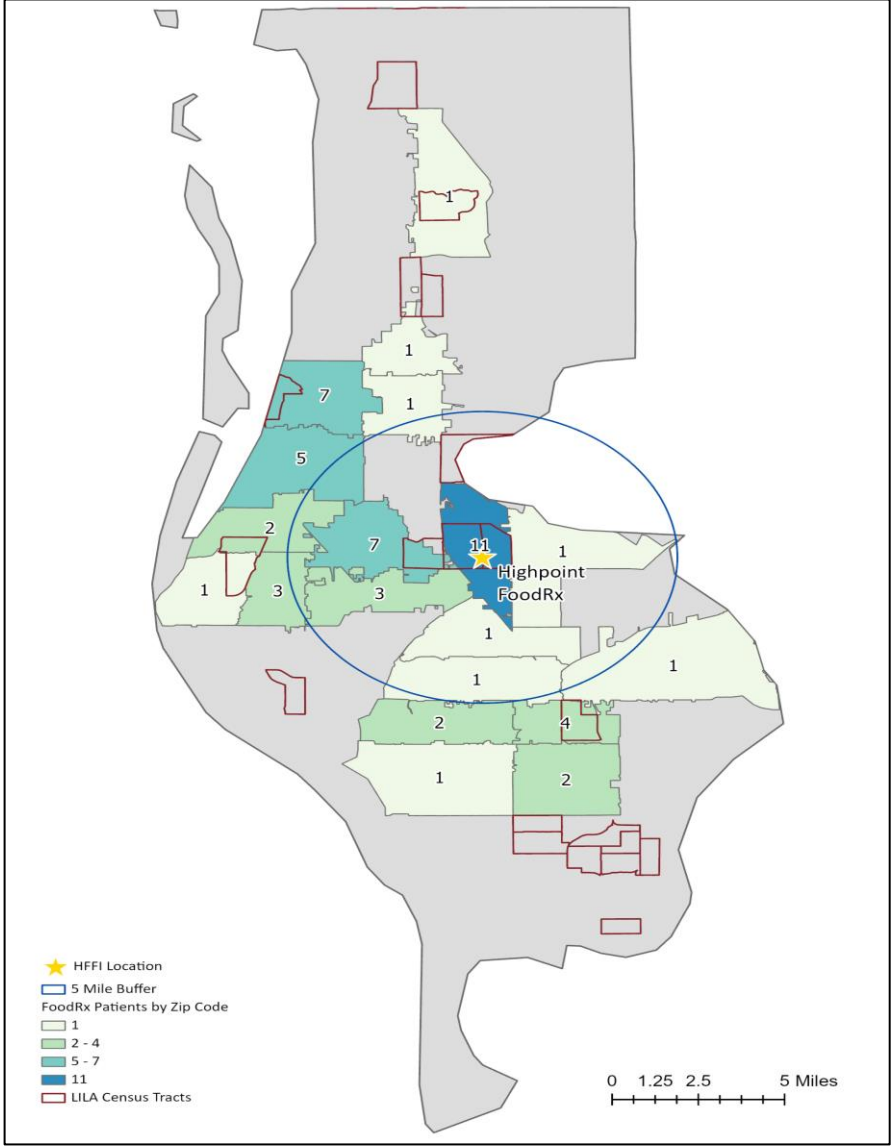 1
1
7
1
5
2
7
11
1
Highpoint
FoodRx
1
3
3
1
1
1
2
4
1
2
HFFI Location
5 Mile Buffer
FoodRx Patients by Zip Code
1
2 - 4
5 - 7
11
LILA Census Tracts
0 1.25 2.5 5 Miles